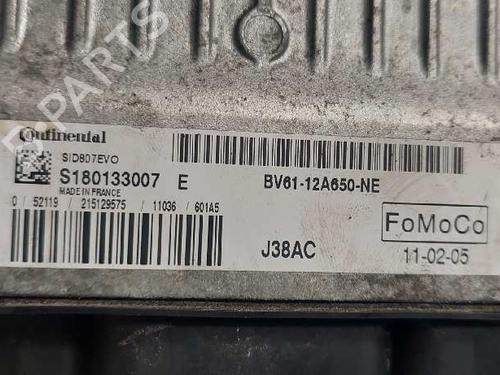 B-PARTS
Continental
SID807EVO
S180133007 E
MADE IN FRANCE
0 52119 / 215129575 / 11036 / 601A5
BV61-12A650-NE
J38AC
FoMoCo
11-02-05